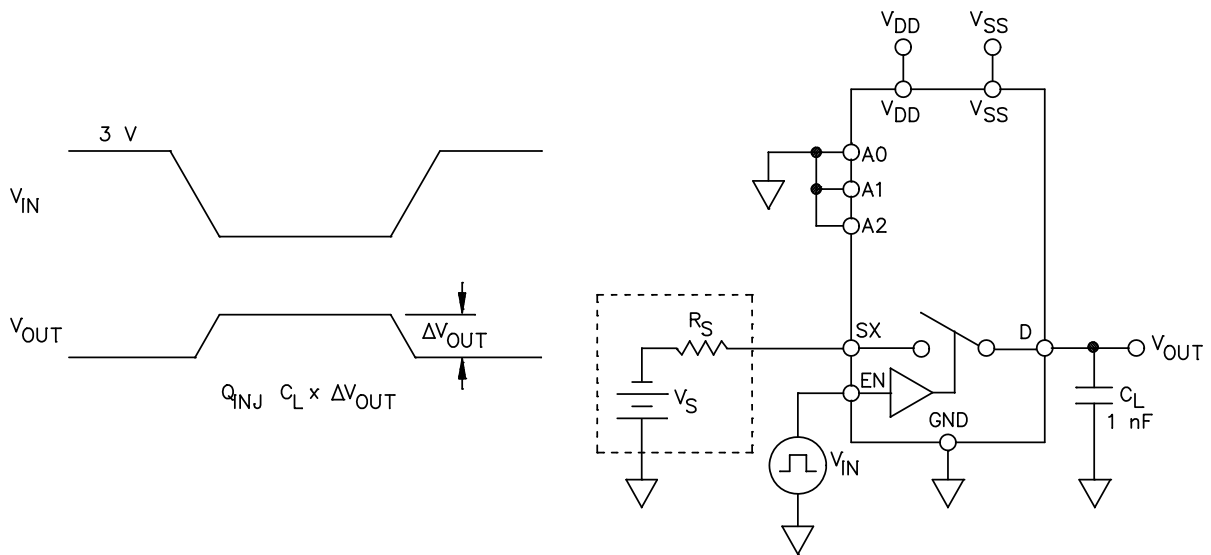 3 V
VIN
VOUT
ΔVOUT
QINJ CL x ΔVOUT
VDD
VSS
VDD
VSS
A0
A1
A2
RS
SX
D
VOUT
VS
EN
CL
1 nF
GND
VIN